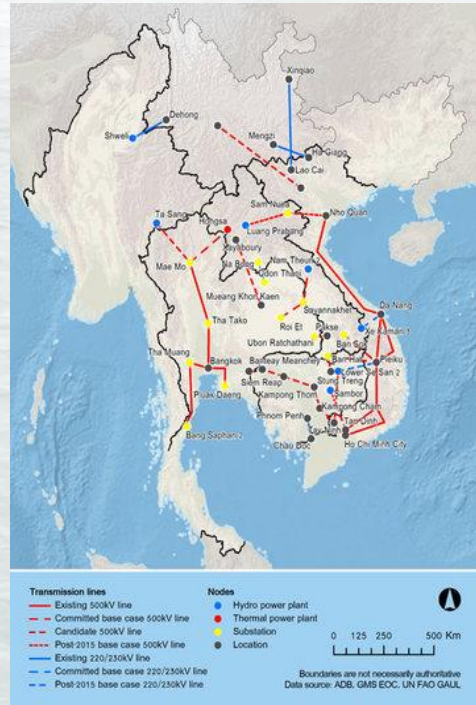 Xinqiao
Dehong
Shweli
Mengzi
Ha Giang
Lao Cai
Sam Nuea
Nho Quan
Ta Sang
Hongsa
Luang Prabang
Xayaboury
Mae Mo
Na Bong
Nam Theun 2
Udon Thani
Mueang Khon Kaen
Savannakhet
Da Nang
Tha Tako
Roi Et
Pakse
Xe Kaman 1
Ubon Ratchathani
Ban Sok
Tha Muang
Bangkok
Banteay Meanchey
Ban Hat
Pleiku
Siem Reap
Lower Se San 2
Stung Treng
Pluak Daeng
Kampong Thom
Sambor
Kampong Cham
Phnom Penh
Tan Dinh
Tay Ninh
Bang Saphan 2
Chau Doc
Ho Chi Minh City
Transmission lines
Existing 500kV line
Committed base case 500kV line
Candidate 500kV line
Post-2015 base case 500kV line
Existing 220/230kV line
Committed base case 220/230kV line
Post-2015 base case 220/230kV line
Nodes
Hydro power plant
Thermal power plant
Substation
Location
0 125 250 500 Km
Boundaries are not necessarily authoritative
Data source: ADB, GMS EOC, UN FAO GAUL